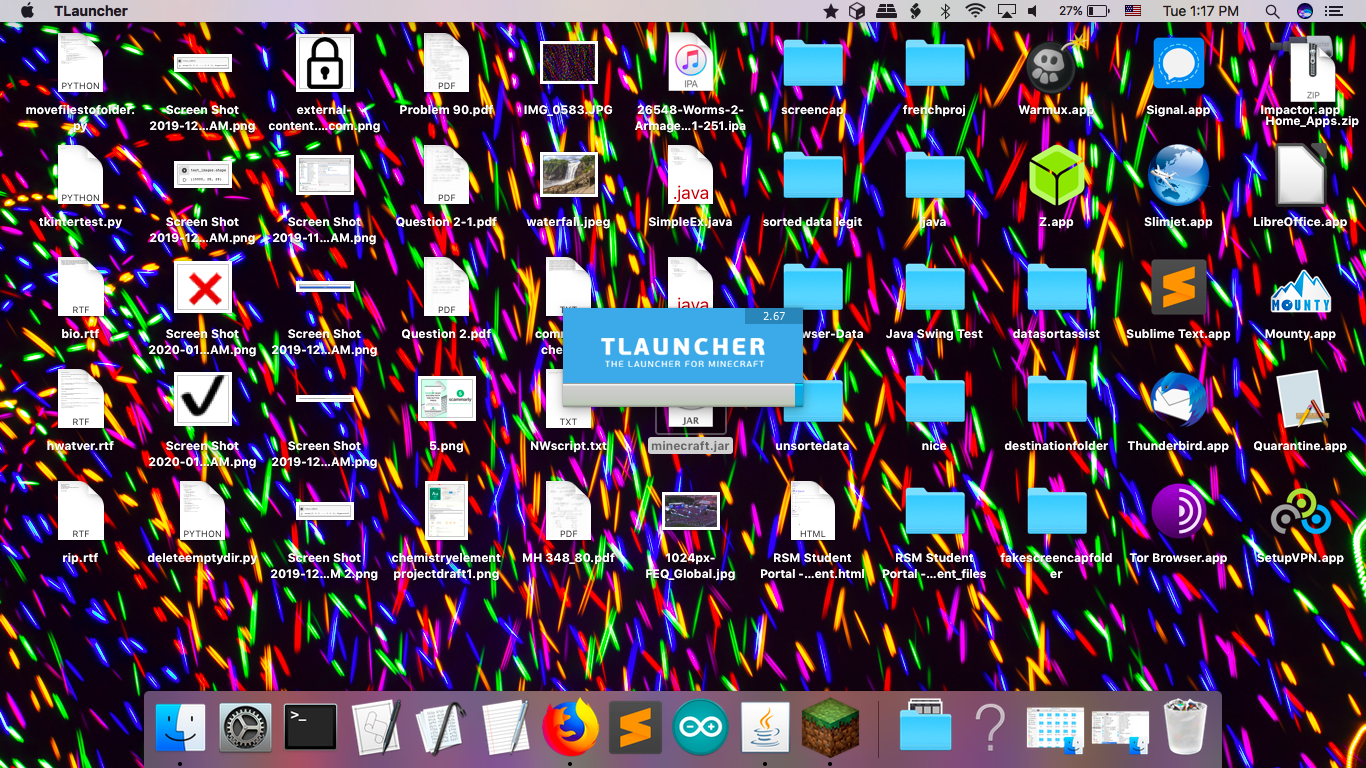 TLauncher
27%
Tue 1:17 PM
PYTHON
PDF
IPA
ZIP
movefilestofolder.
py
Screen Shot
2019-12...AM.png
external-
content....com.png
Problem 90.pdf
IMG_0583.JPG
26548-Worms-2-
Armage...1-251.ipa
screencap
frenchproj
Warmux.app
Signal.app
Impactor.app
Home_Apps.zip
PYTHON
PDF
.java
tkintertest.py
Screen Shot
2019-12...AM.png
Screen Shot
2019-11...AM.png
Question 2-1.pdf
waterfall.jpeg
SimpleEx.java
sorted data legit
java
Z.app
Slimjet.app
LibreOffice.app
RTF
PDF
.java
MOUNTY
bio.rtf
Screen Shot
2020-01...AM.png
Screen Shot
2019-12...AM.png
Question 2.pdf
Java Swing Test
datasortassist
Sublime Text.app
Mounty.app
2.67
TLAUNCHER
THE LAUNCHER FOR MINECRAFT
RTF
scammarly
TXT
JAR
hwatver.rtf
Screen Shot
2020-01...AM.png
Screen Shot
2019-12...AM.png
5.png
NWscript.txt
minecraft.jar
unsortedata
nice
destinationfolder
Thunderbird.app
Quarantine.app
RTF
PYTHON
PDF
HTML
rip.rtf
deleteemptydir.py
Screen Shot
2019-12...M 2.png
chemistryelement
projectdraft1.png
MH 348_80.pdf
1024px-
FEQ_Global.jpg
RSM Student
Portal -...ent.html
RSM Student
Portal -...ent_files
fakescreencapfold
er
Tor Browser.app
SetupVPN.app